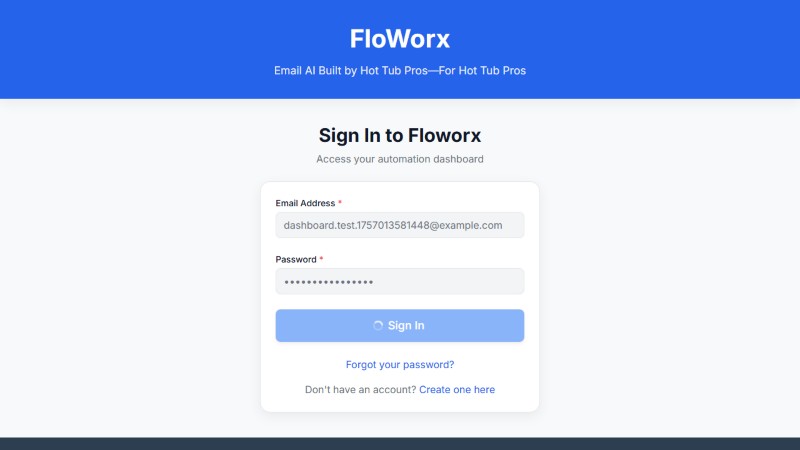 FloWorx
Email AI Built by Hot Tub Pros—For Hot Tub Pros
Sign In to Floworx
Access your automation dashboard
Email Address *
dashboard.test.1757013581448@example.com
Password *
••••••••••••••••
Sign In
Forgot your password?
Don't have an account? Create one here